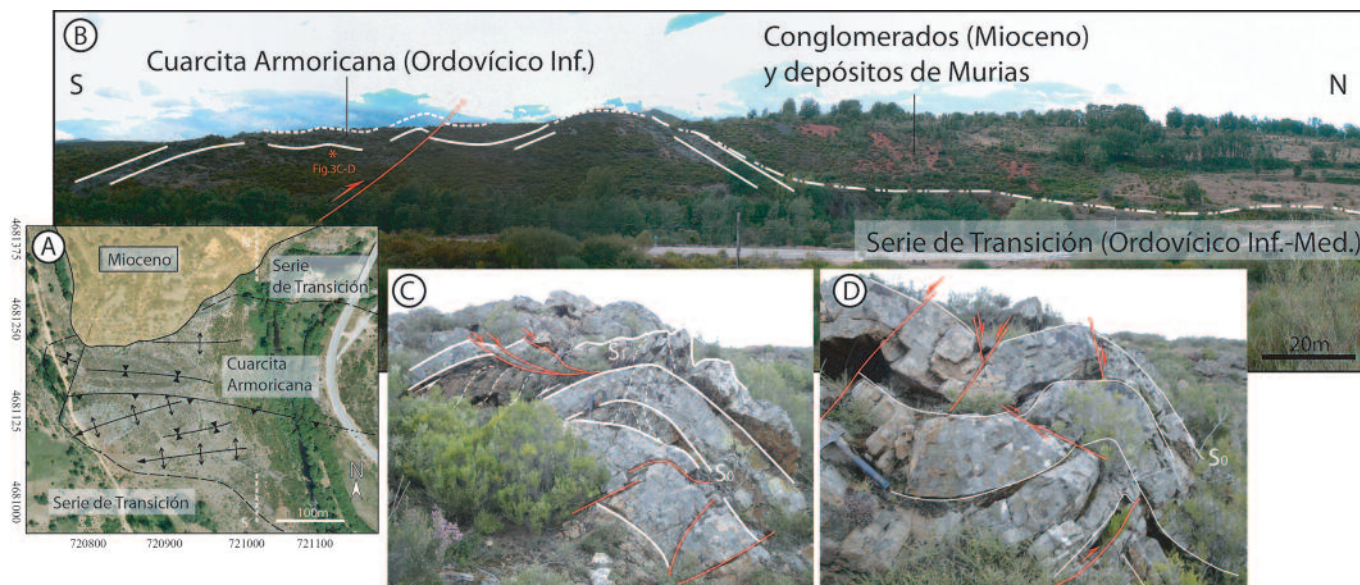 B
S
Cuarcita Armoricana (Ordovícico Inf.)
Conglomerados (Mioceno)
y depósitos de Murias
N
Fig.3C-D
Serie de Transición (Ordovícico Inf.-Med.)
20m
A
4681375
4681250
4681125
4681000
Mioceno
Serie
de Transición
Cuarcita
Armoricana
Serie de Transición
N
100m
720800
720900
721000
721100
C
S₁
S₀
D
S₀